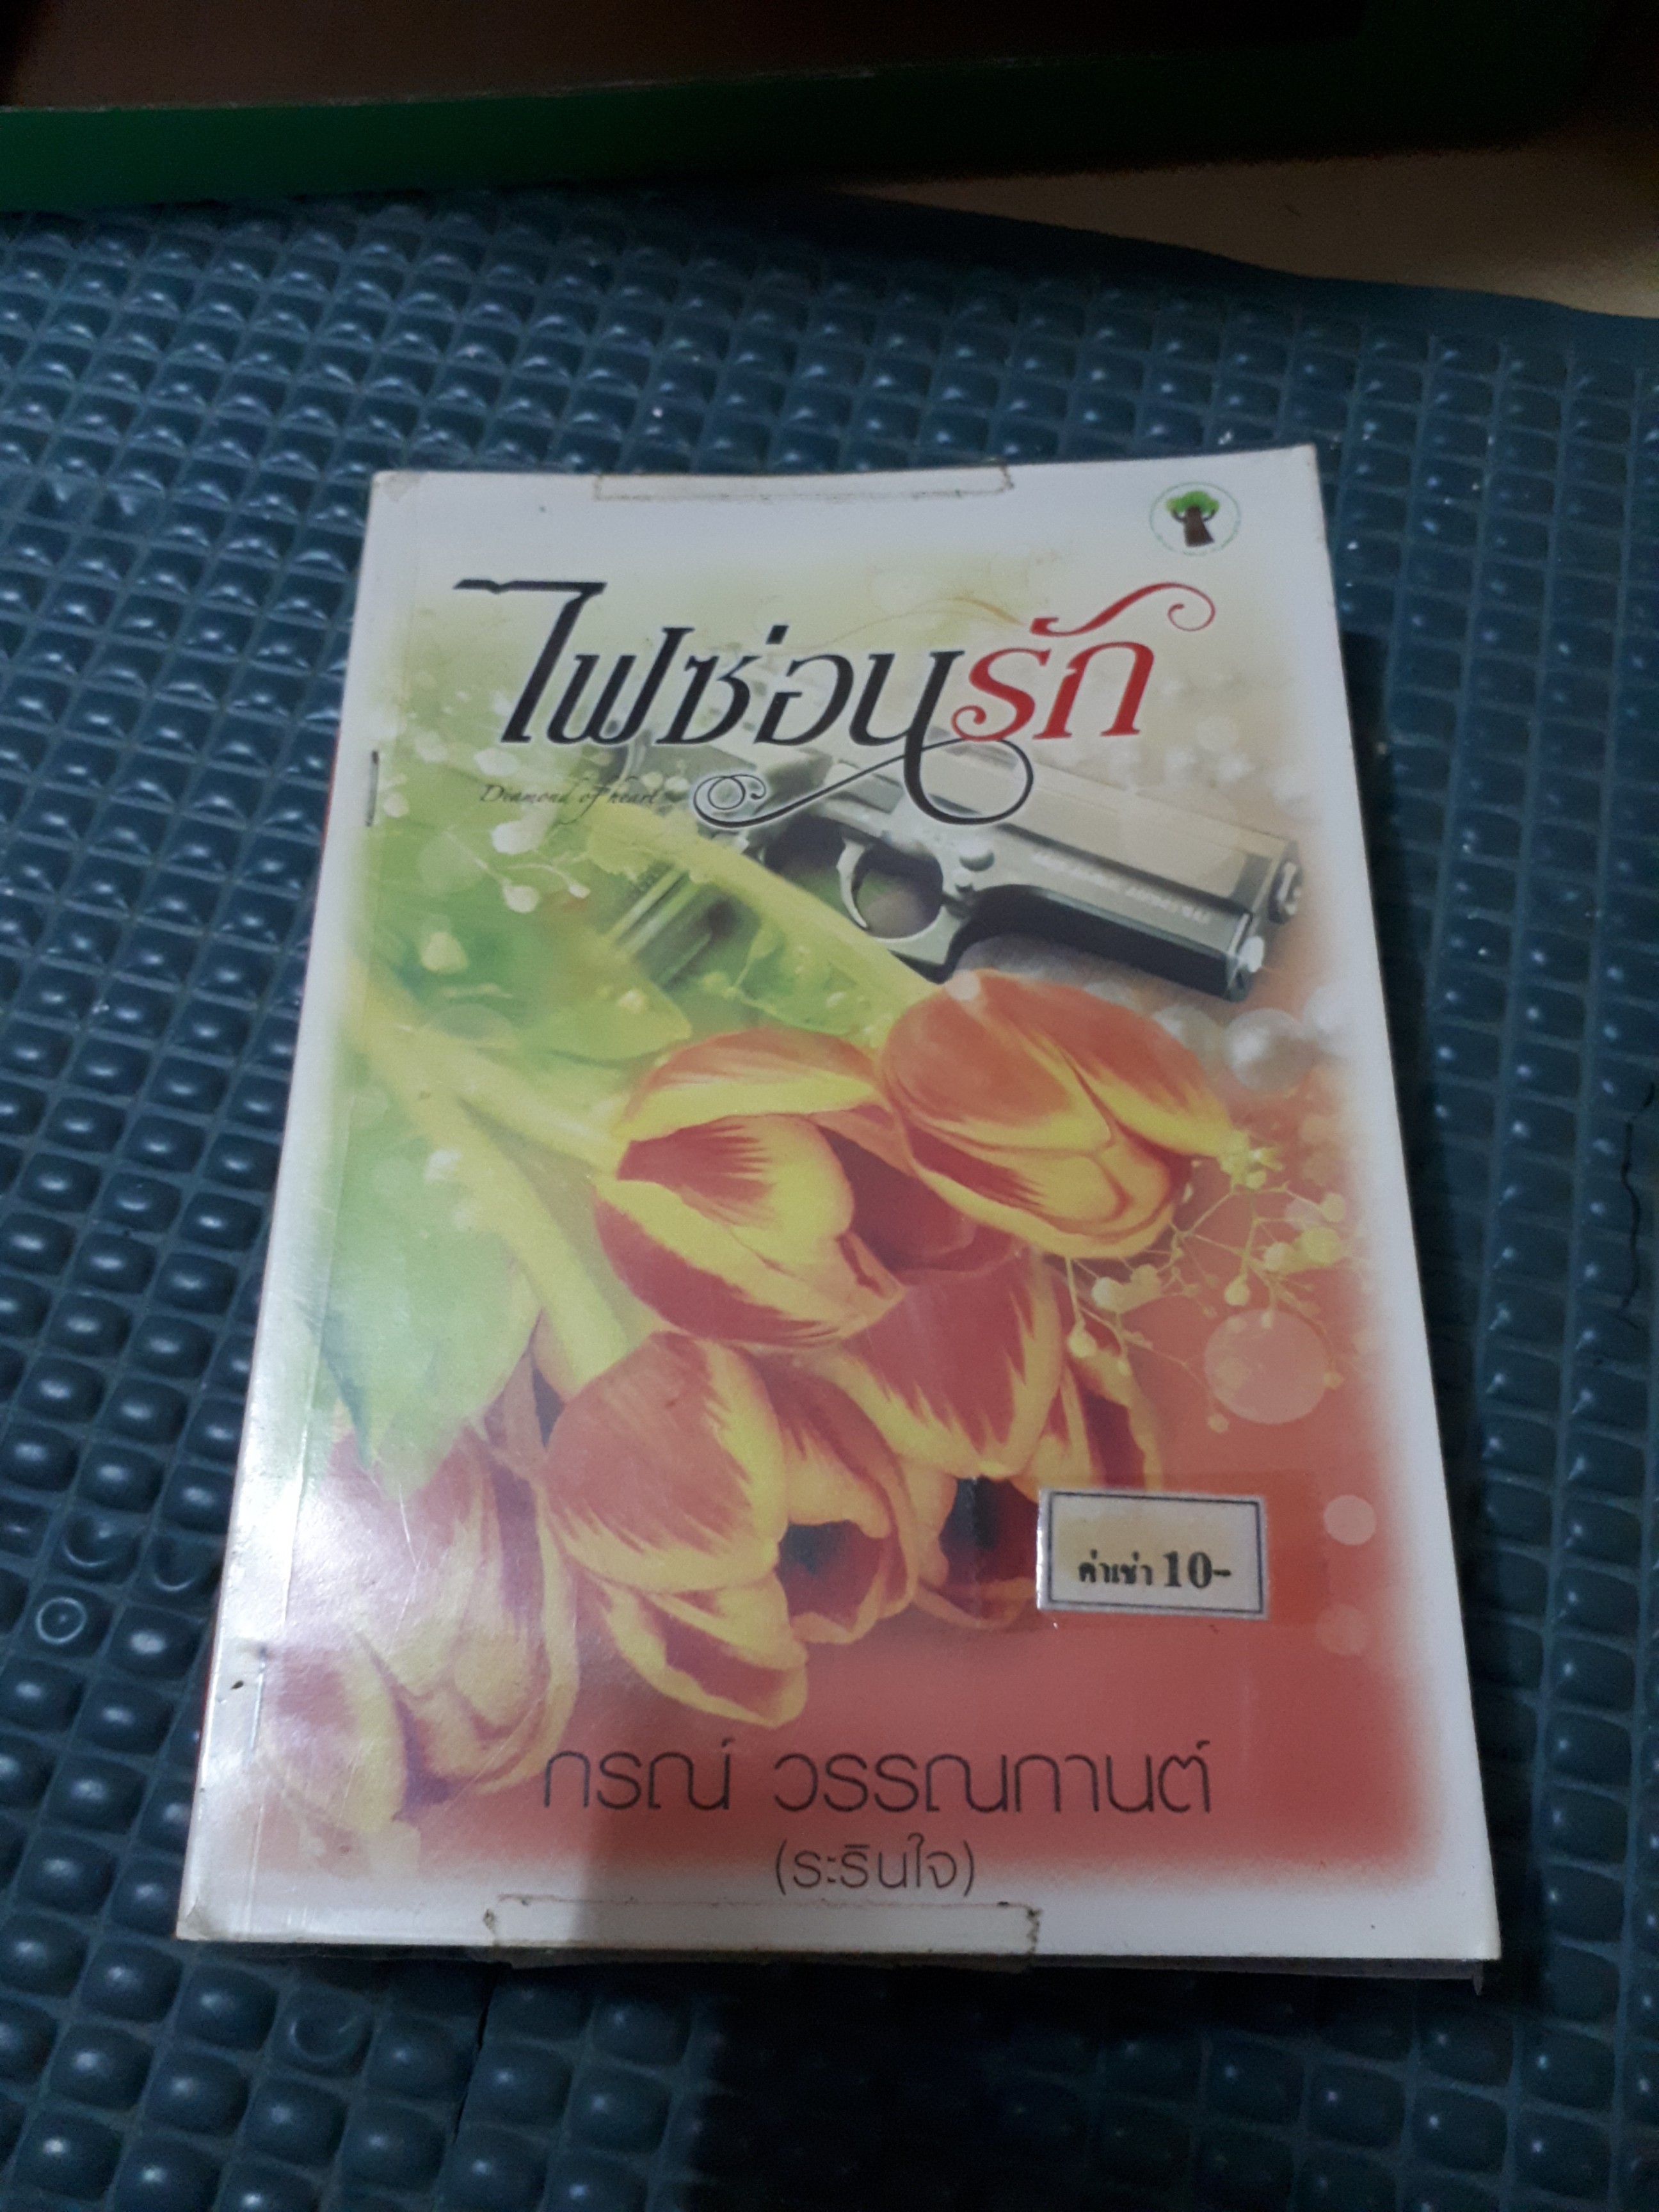 ไฟซ่อนรัก
Diamond of heart
ค่าเช่า 10-
กรณ์ วรรณกานต์
(ระรินใจ)